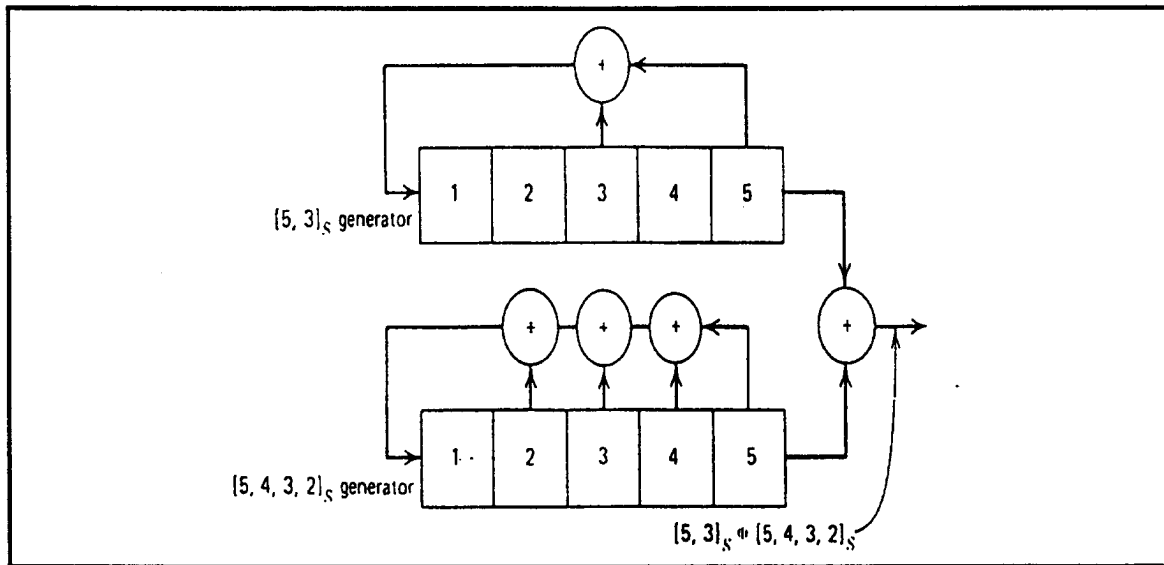 +
1 2 3 4 5
[5, 3]S generator
+ + + +
1 2 3 4 5
[5, 4, 3, 2]S generator
[5, 3]S ⊕ [5, 4, 3, 2]S